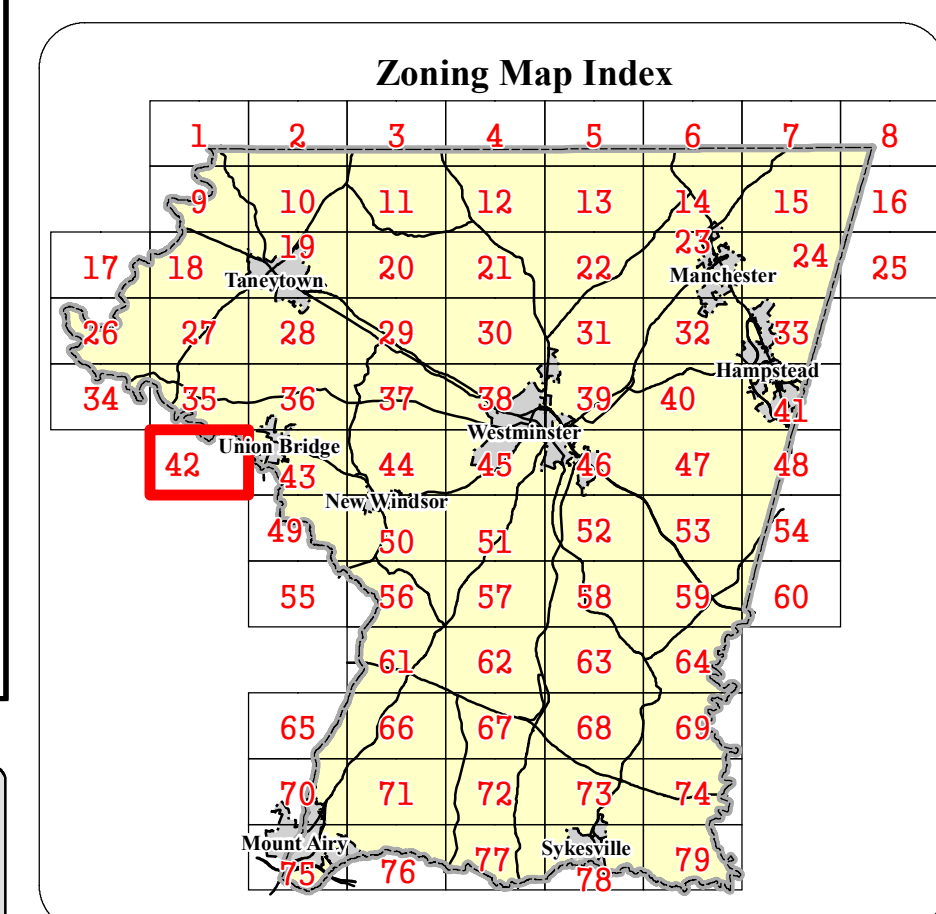 Zoning Map Index
1 2 3 4 5 6 7 8
9 10 11 12 13 14 15 16
17 18 19 20 21 22 23 24 25
Taneytown
Manchester
26 27 28 29 30 31 32 33
Hampstead
34 35 36 37 38 39 40 41
Westminster
Union Bridge
42 43 44 45 46 47 48
New Windsor
49 50 51 52 53 54
55 56 57 58 59 60
61 62 63 64
65 66 67 68 69
70 71 72 73 74
Mount Airy
Sykesville
75 76 77 78 79